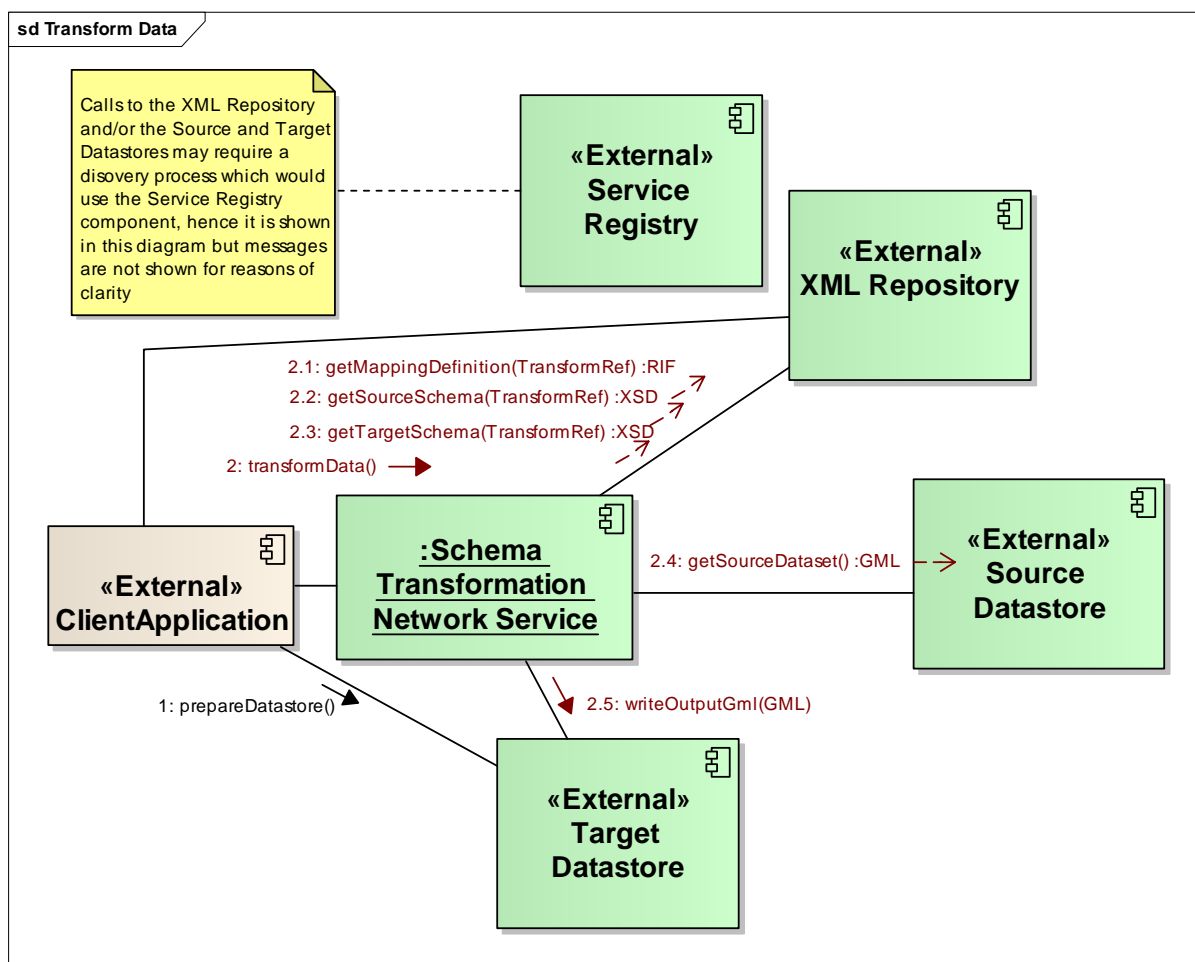 sd Transform Data
Calls to the XML Repository
and/or the Source and Target
Datastores may require a
disovery process which would
use the Service Registry
component, hence it is shown
in this diagram but messages
are not shown for reasons of
clarity
«External»
Service
Registry
«External»
XML Repository
2.1: getMappingDefinition(TransformRef) :RIF
2.2: getSourceSchema(TransformRef) :XSD
2.3: getTargetSchema(TransformRef) :XSD
2: transformData()
«External»
ClientApplication
:Schema
Transformation
Network Service
2.4: getSourceDataset() :GML
«External»
Source
Datastore
1: prepareDatastore()
2.5: writeOutputGml(GML)
«External»
Target
Datastore